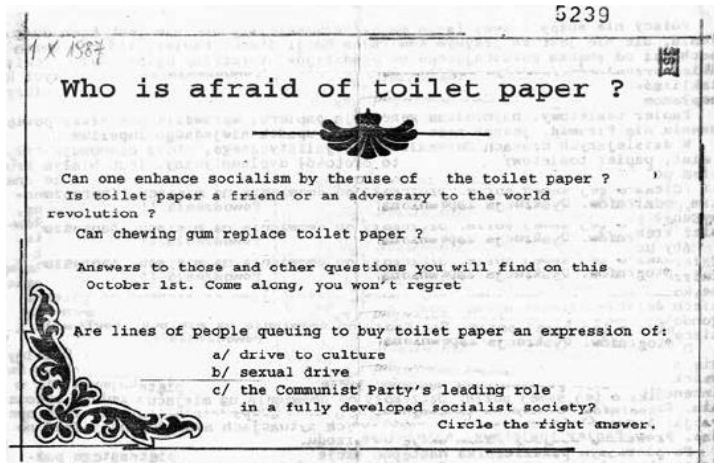 5239
1 X 1987
Who is afraid of toilet paper ?
Can one enhance socialism by the use of the toilet paper ?
Is toilet paper a friend or an adversary to the world
revolution ?
Can chewing gum replace toilet paper ?
Answers to those and other questions you will find on this
October 1st. Come along, you won't regret
Are lines of people queuing to buy toilet paper an expression of:
a/ drive to culture
b/ sexual drive
c/ the Communist Party's leading role
in a fully developed socialist society?
Circle the right answer.